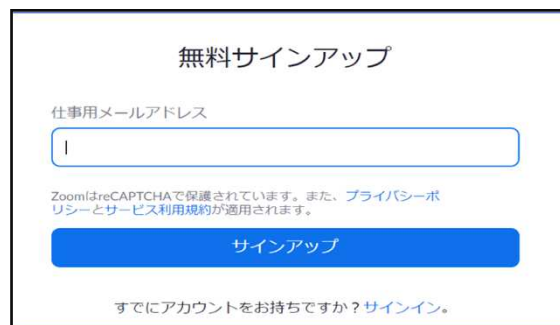 無料サインアップ
仕事用メールアドレス
ZoomはreCAPTCHAで保護されています。また、プライバシーポ
リシーとサービス利用規約が適用されます。
サインアップ
すでにアカウントをお持ちですか？サインイン。